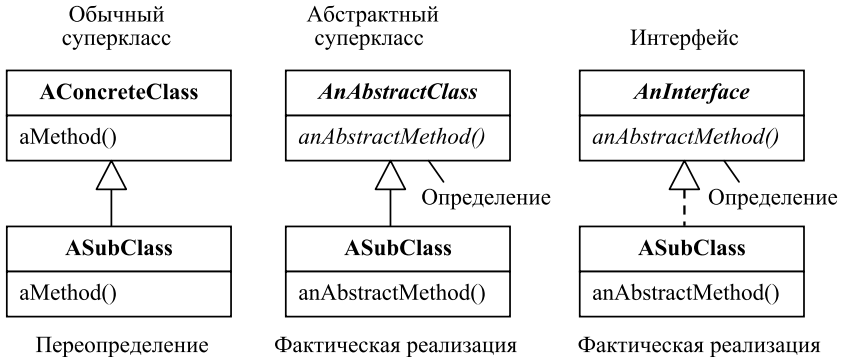 Обычный
суперкласс
AConcreteClass
aMethod()
ASubClass
aMethod()
Переопределение
Абстрактный
суперкласс
AnAbstractClass
anAbstractMethod()
Определение
ASubClass
anAbstractMethod()
Фактическая реализация
Интерфейс
AnInterface
anAbstractMethod()
Определение
ASubClass
anAbstractMethod()
Фактическая реализация